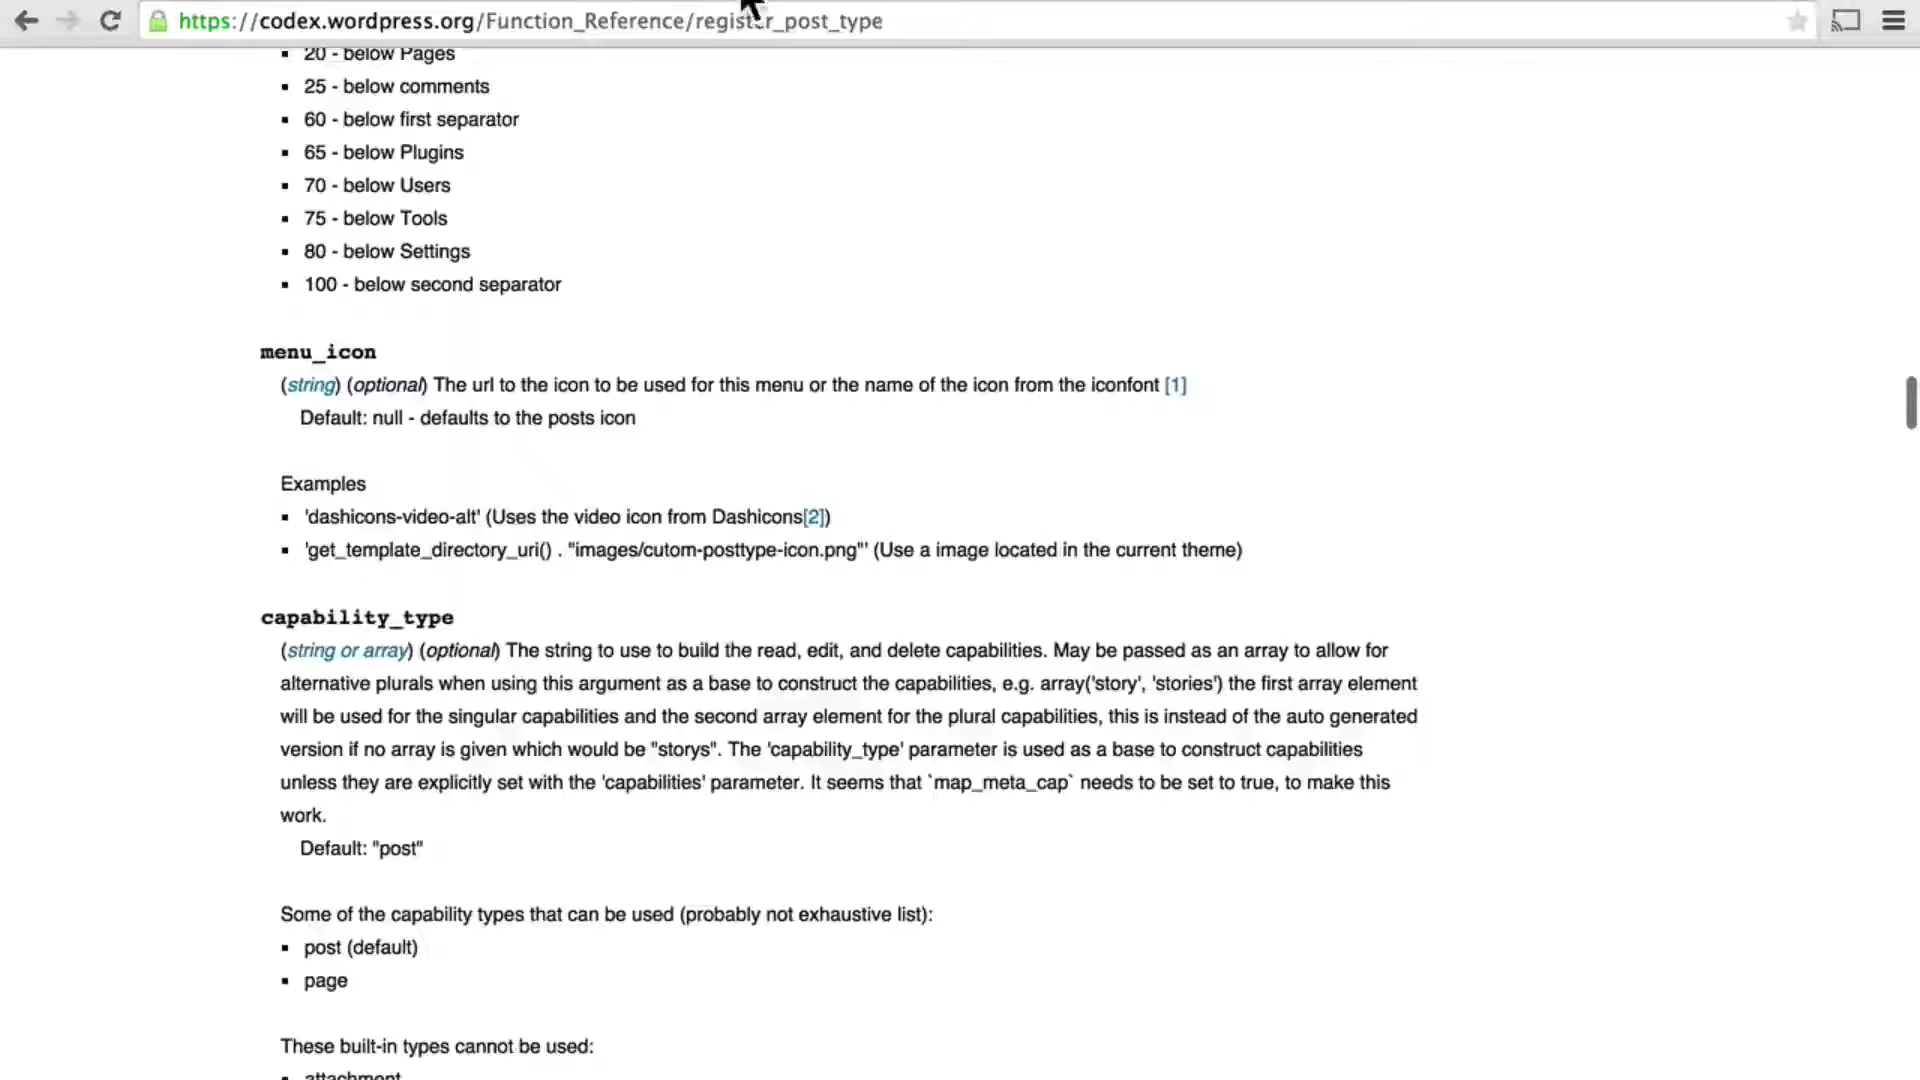 https://codex.wordpress.org/Function_Reference/register_post_type
20 - below Pages
25 - below comments
60 - below first separator
65 - below Plugins
70 - below Users
75 - below Tools
80 - below Settings
100 - below second separator
menu_icon
(string) (optional) The url to the icon to be used for this menu or the name of the icon from the iconfont [1]
Default: null - defaults to the posts icon
Examples
'dashicons-video-alt' (Uses the video icon from Dashicons[2])
'get_template_directory_uri() . "images/cutom-posttype-icon.png"' (Use a image located in the current theme)
capability_type
(string or array) (optional) The string to use to build the read, edit, and delete capabilities. May be passed as an array to allow for
alternative plurals when using this argument as a base to construct the capabilities, e.g. array('story', 'stories') the first array element
will be used for the singular capabilities and the second array element for the plural capabilities, this is instead of the auto generated
version if no array is given which would be "storys". The 'capability_type' parameter is used as a base to construct capabilities
unless they are explicitly set with the 'capabilities' parameter. It seems that `map_meta_cap` needs to be set to true, to make this
work.
Default: "post"
Some of the capability types that can be used (probably not exhaustive list):
post (default)
page
These built-in types cannot be used:
attachment